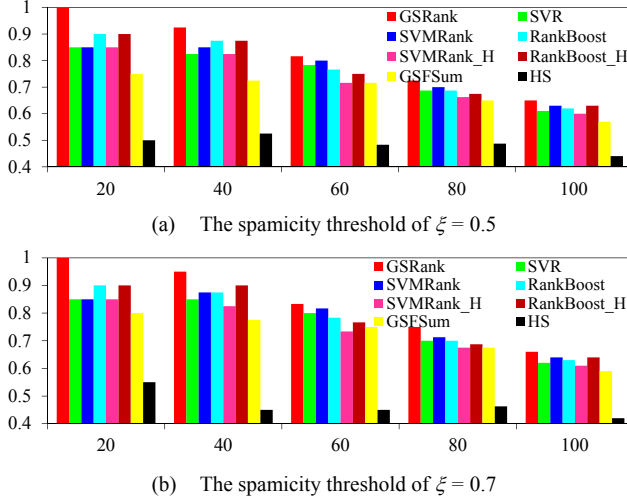 1
0.9
0.8
0.7
0.6
0.5
0.4
GSRank SVR
SVMRank RankBoost
SVMRank_H RankBoost_H
GSFSum HS
20 40 60 80 100
(a) The spamicity threshold of ξ = 0.5
1
0.9
0.8
0.7
0.6
0.5
0.4
GSRank SVR
SVMRank RankBoost
SVMRank_H RankBoost_H
GSFSum HS
20 40 60 80 100
(b) The spamicity threshold of ξ = 0.7